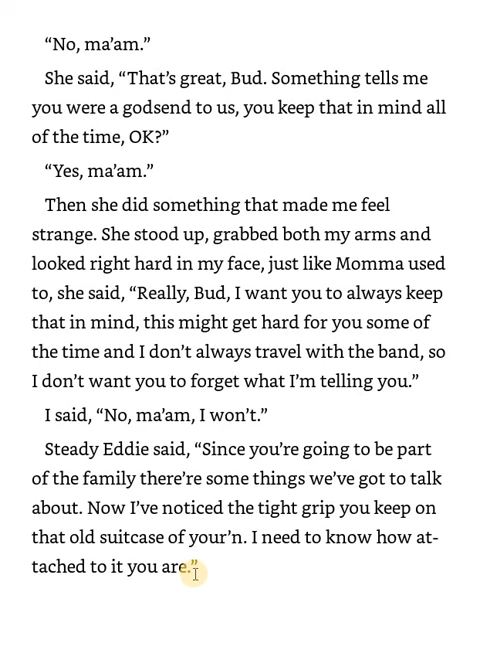 “No, ma’am.”
She said, “That’s great, Bud. Something tells me
you were a godsend to us, you keep that in mind all
of the time, OK?”
“Yes, ma’am.”
Then she did something that made me feel
strange. She stood up, grabbed both my arms and
looked right hard in my face, just like Momma used
to, she said, “Really, Bud, I want you to always keep
that in mind, this might get hard for you some of
the time and I don’t always travel with the band, so
I don’t want you to forget what I’m telling you.”
I said, “No, ma’am, I won’t.”
Steady Eddie said, “Since you’re going to be part
of the family there’re some things we’ve got to talk
about. Now I’ve noticed the tight grip you keep on
that old suitcase of your’n. I need to know how at-
tached to it you are.”